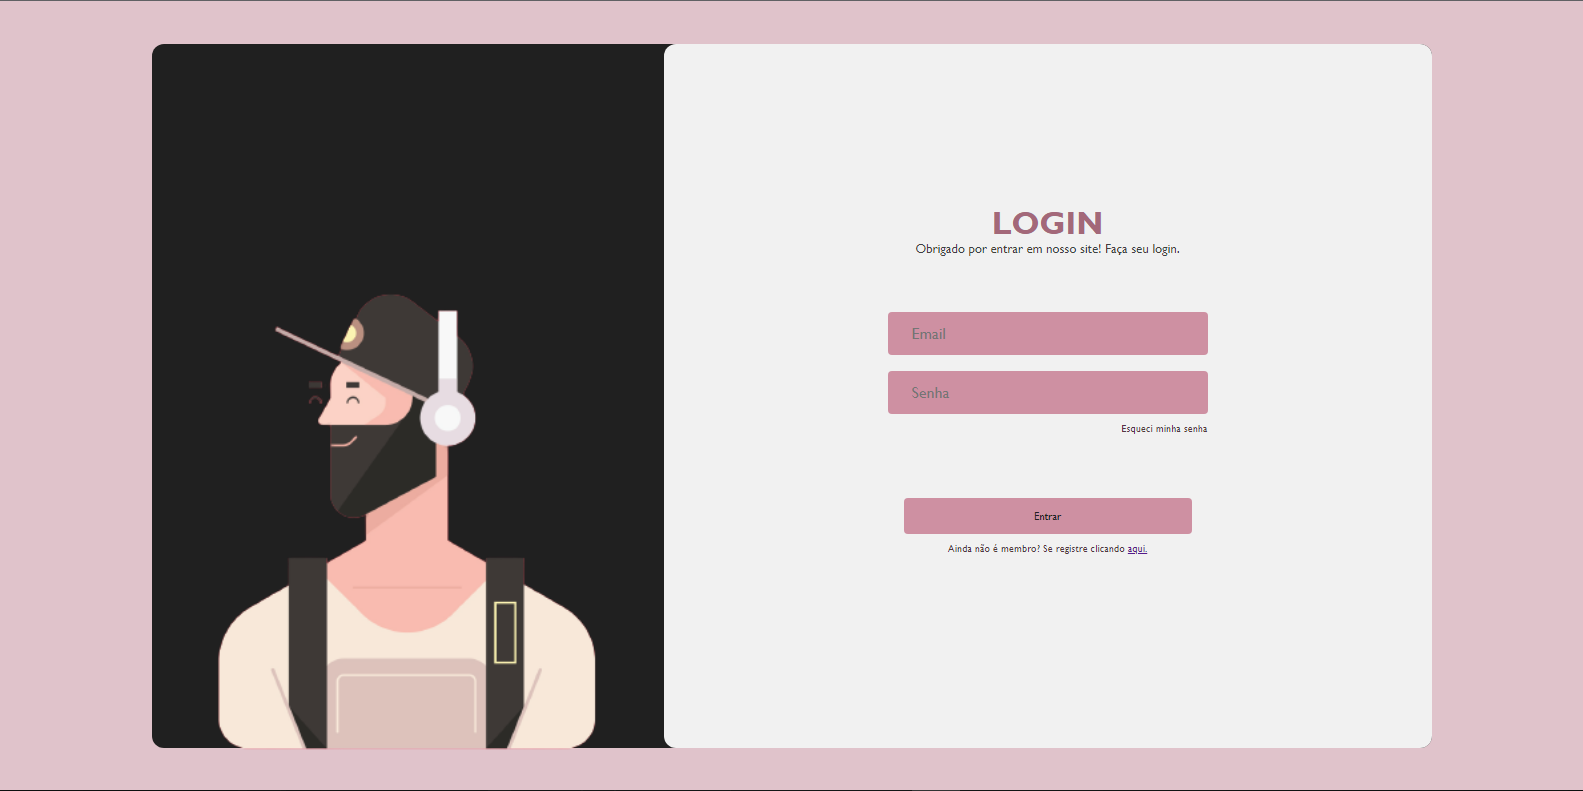 LOGIN
Obrigado por entrar em nosso site! Faça seu login.
Email
Senha
Esqueci minha senha
Entrar
Ainda não é membro? Se registre clicando aqui.